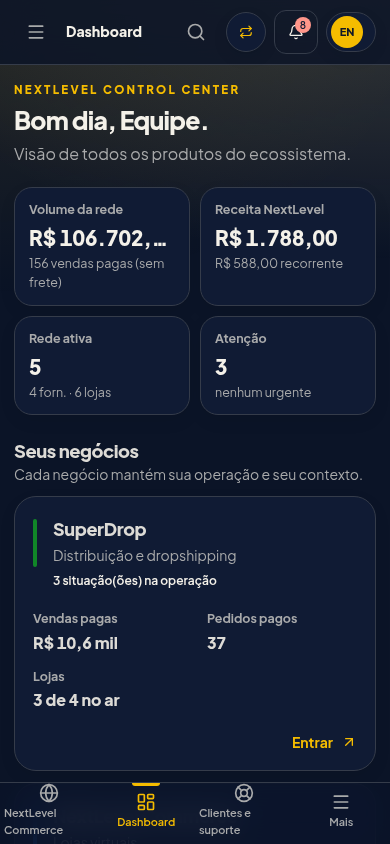 Dashboard
8
EN
NEXTLEVEL CONTROL CENTER
Bom dia, Equipe.
Visão de todos os produtos do ecossistema.
Volume da rede
R$ 106.702,...
156 vendas pagas (sem
frete)
Receita NextLevel
R$ 1.788,00
R$ 588,00 recorrente
Rede ativa
5
4 forn. · 6 lojas
Atenção
3
nenhum urgente
Seus negócios
Cada negócio mantém sua operação e seu contexto.
SuperDrop
Distribuição e dropshipping
3 situação(ões) na operação
Vendas pagas
R$ 10,6 mil
Pedidos pagos
37
Lojas
3 de 4 no ar
Entrar
NextLevel
Commerce
Dashboard
Clientes e
suporte
Mais